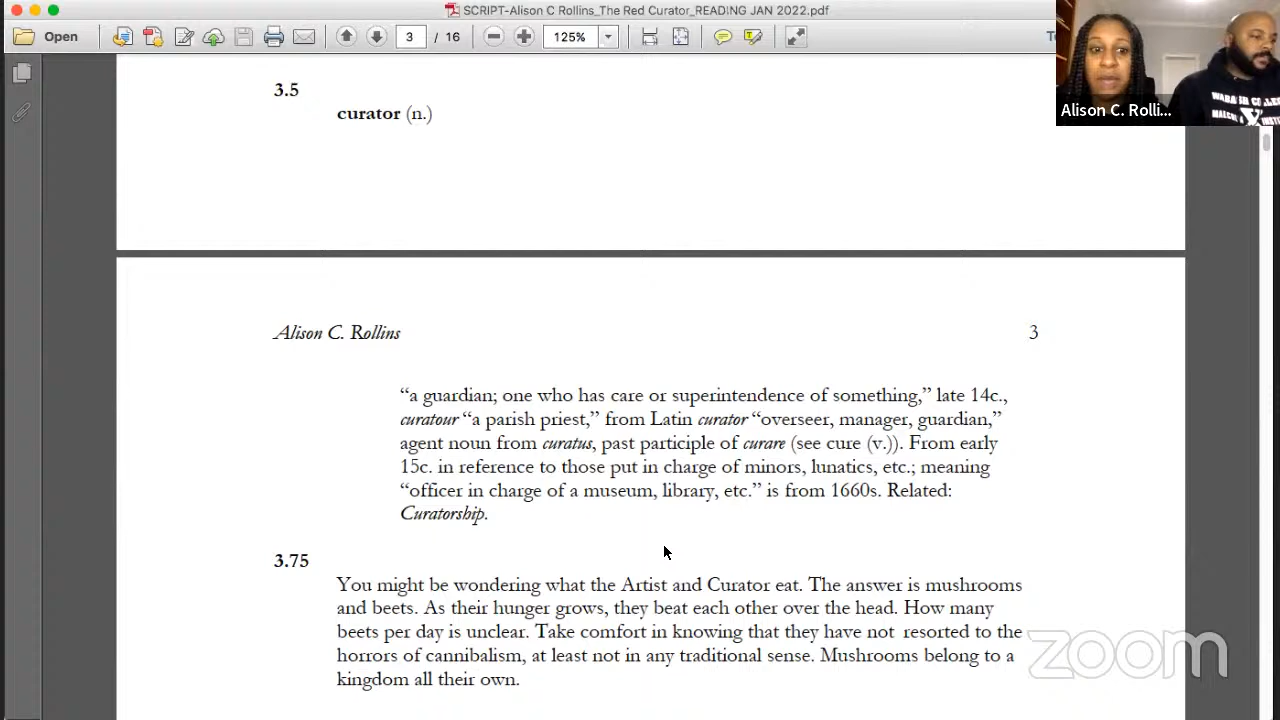 SCRIPT-Alison C Rollins_The Red Curator_READING JAN 2022.pdf
Open
3
/ 16
125%
3.5
curator (n.)
Alison C. Rolli...
Alison C. Rollins
3
“a guardian; one who has care or superintendence of something,” late 14c.,
curatour “a parish priest,” from Latin curator “overseer, manager, guardian,”
agent noun from curatus, past participle of curare (see cure (v.)). From early
15c. in reference to those put in charge of minors, lunatics, etc.; meaning
“officer in charge of a museum, library, etc.” is from 1660s. Related:
Curatorship.
3.75
You might be wondering what the Artist and Curator eat. The answer is mushrooms
and beets. As their hunger grows, they beat each other over the head. How many
beets per day is unclear. Take comfort in knowing that they have not resorted to the
horrors of cannibalism, at least not in any traditional sense. Mushrooms belong to a
kingdom all their own.
zoom